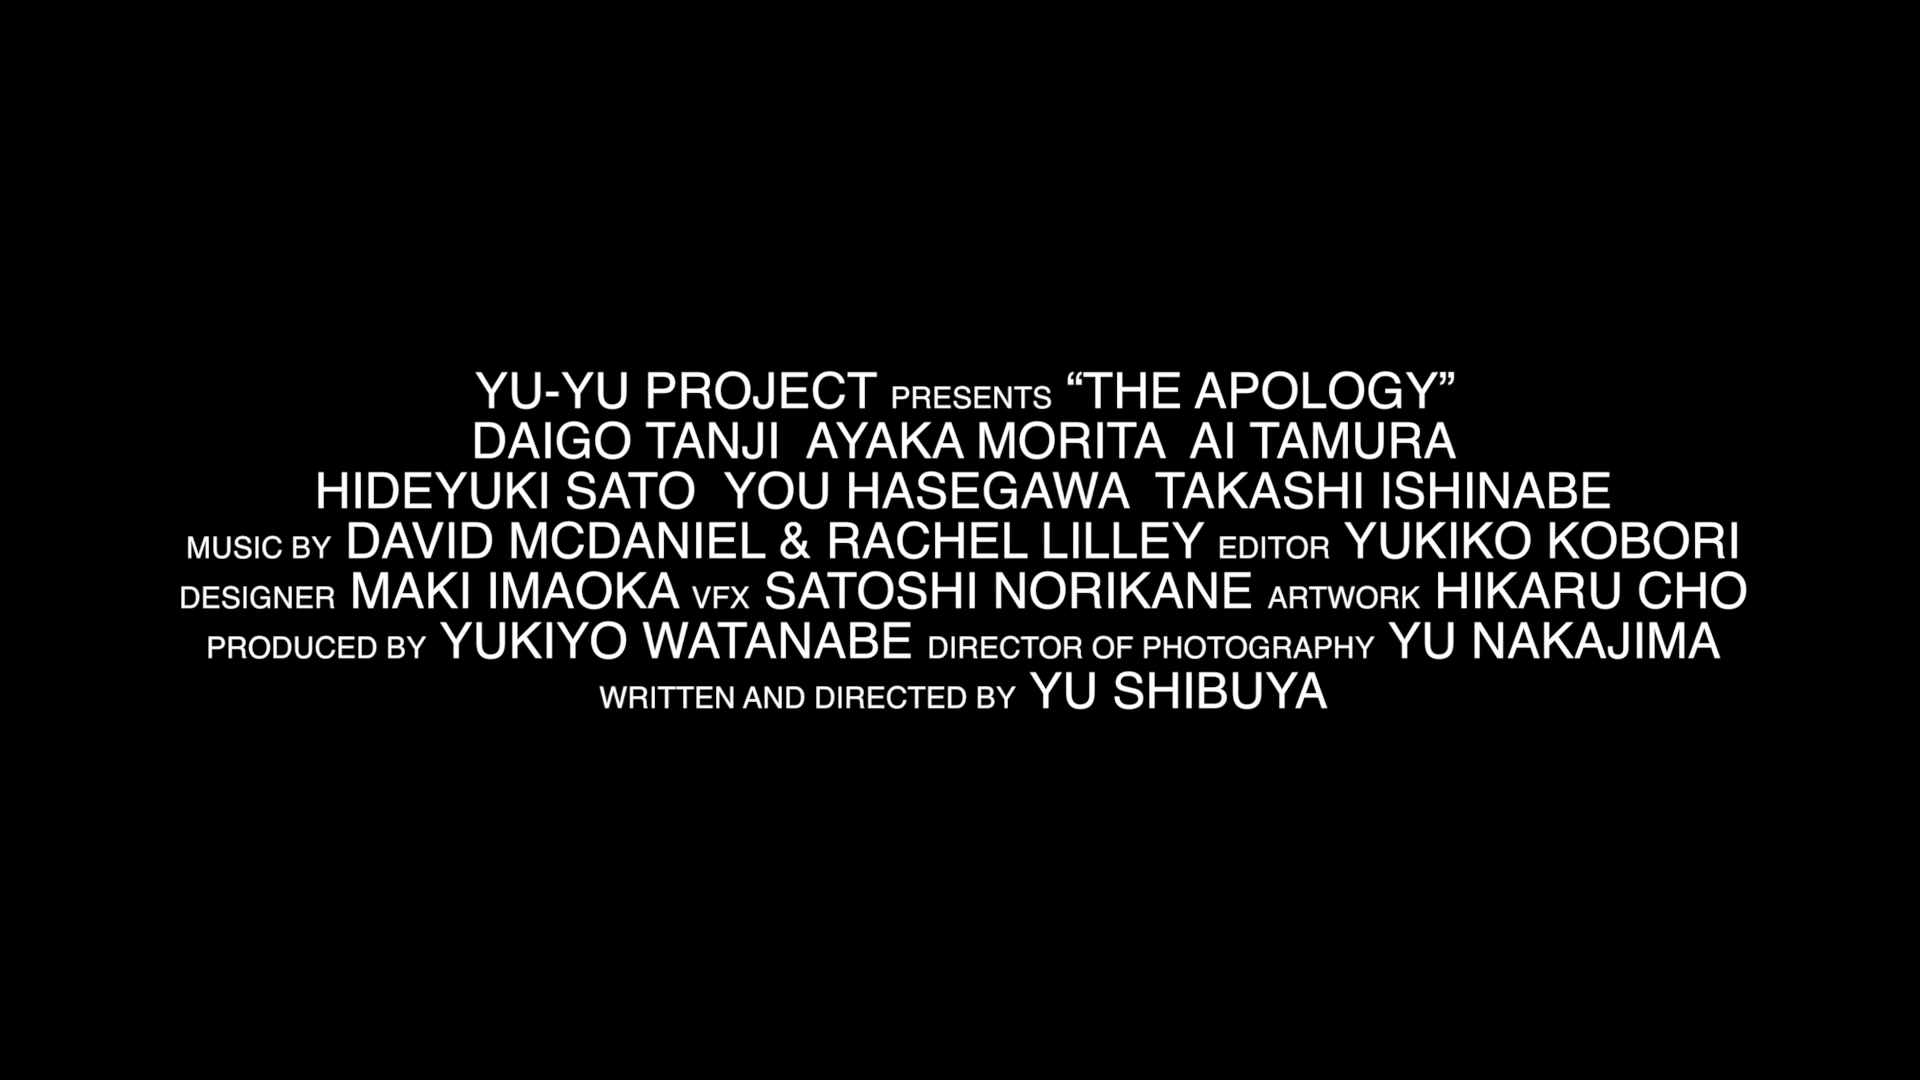 YU-YU PROJECT PRESENTS “THE APOLOGY”
DAIGO TANJI AYAKA MORITA AI TAMURA
HIDEYUKI SATO YOU HASEGAWA TAKASHI ISHINABE
MUSIC BY DAVID MCDANIEL & RACHEL LILLEY EDITOR YUKIKO KOBORI
DESIGNER MAKI IMAOKA VFX SATOSHI NORIKANE ARTWORK HIKARU CHO
PRODUCED BY YUKIYO WATANABE DIRECTOR OF PHOTOGRAPHY YU NAKAJIMA
WRITTEN AND DIRECTED BY YU SHIBUYA